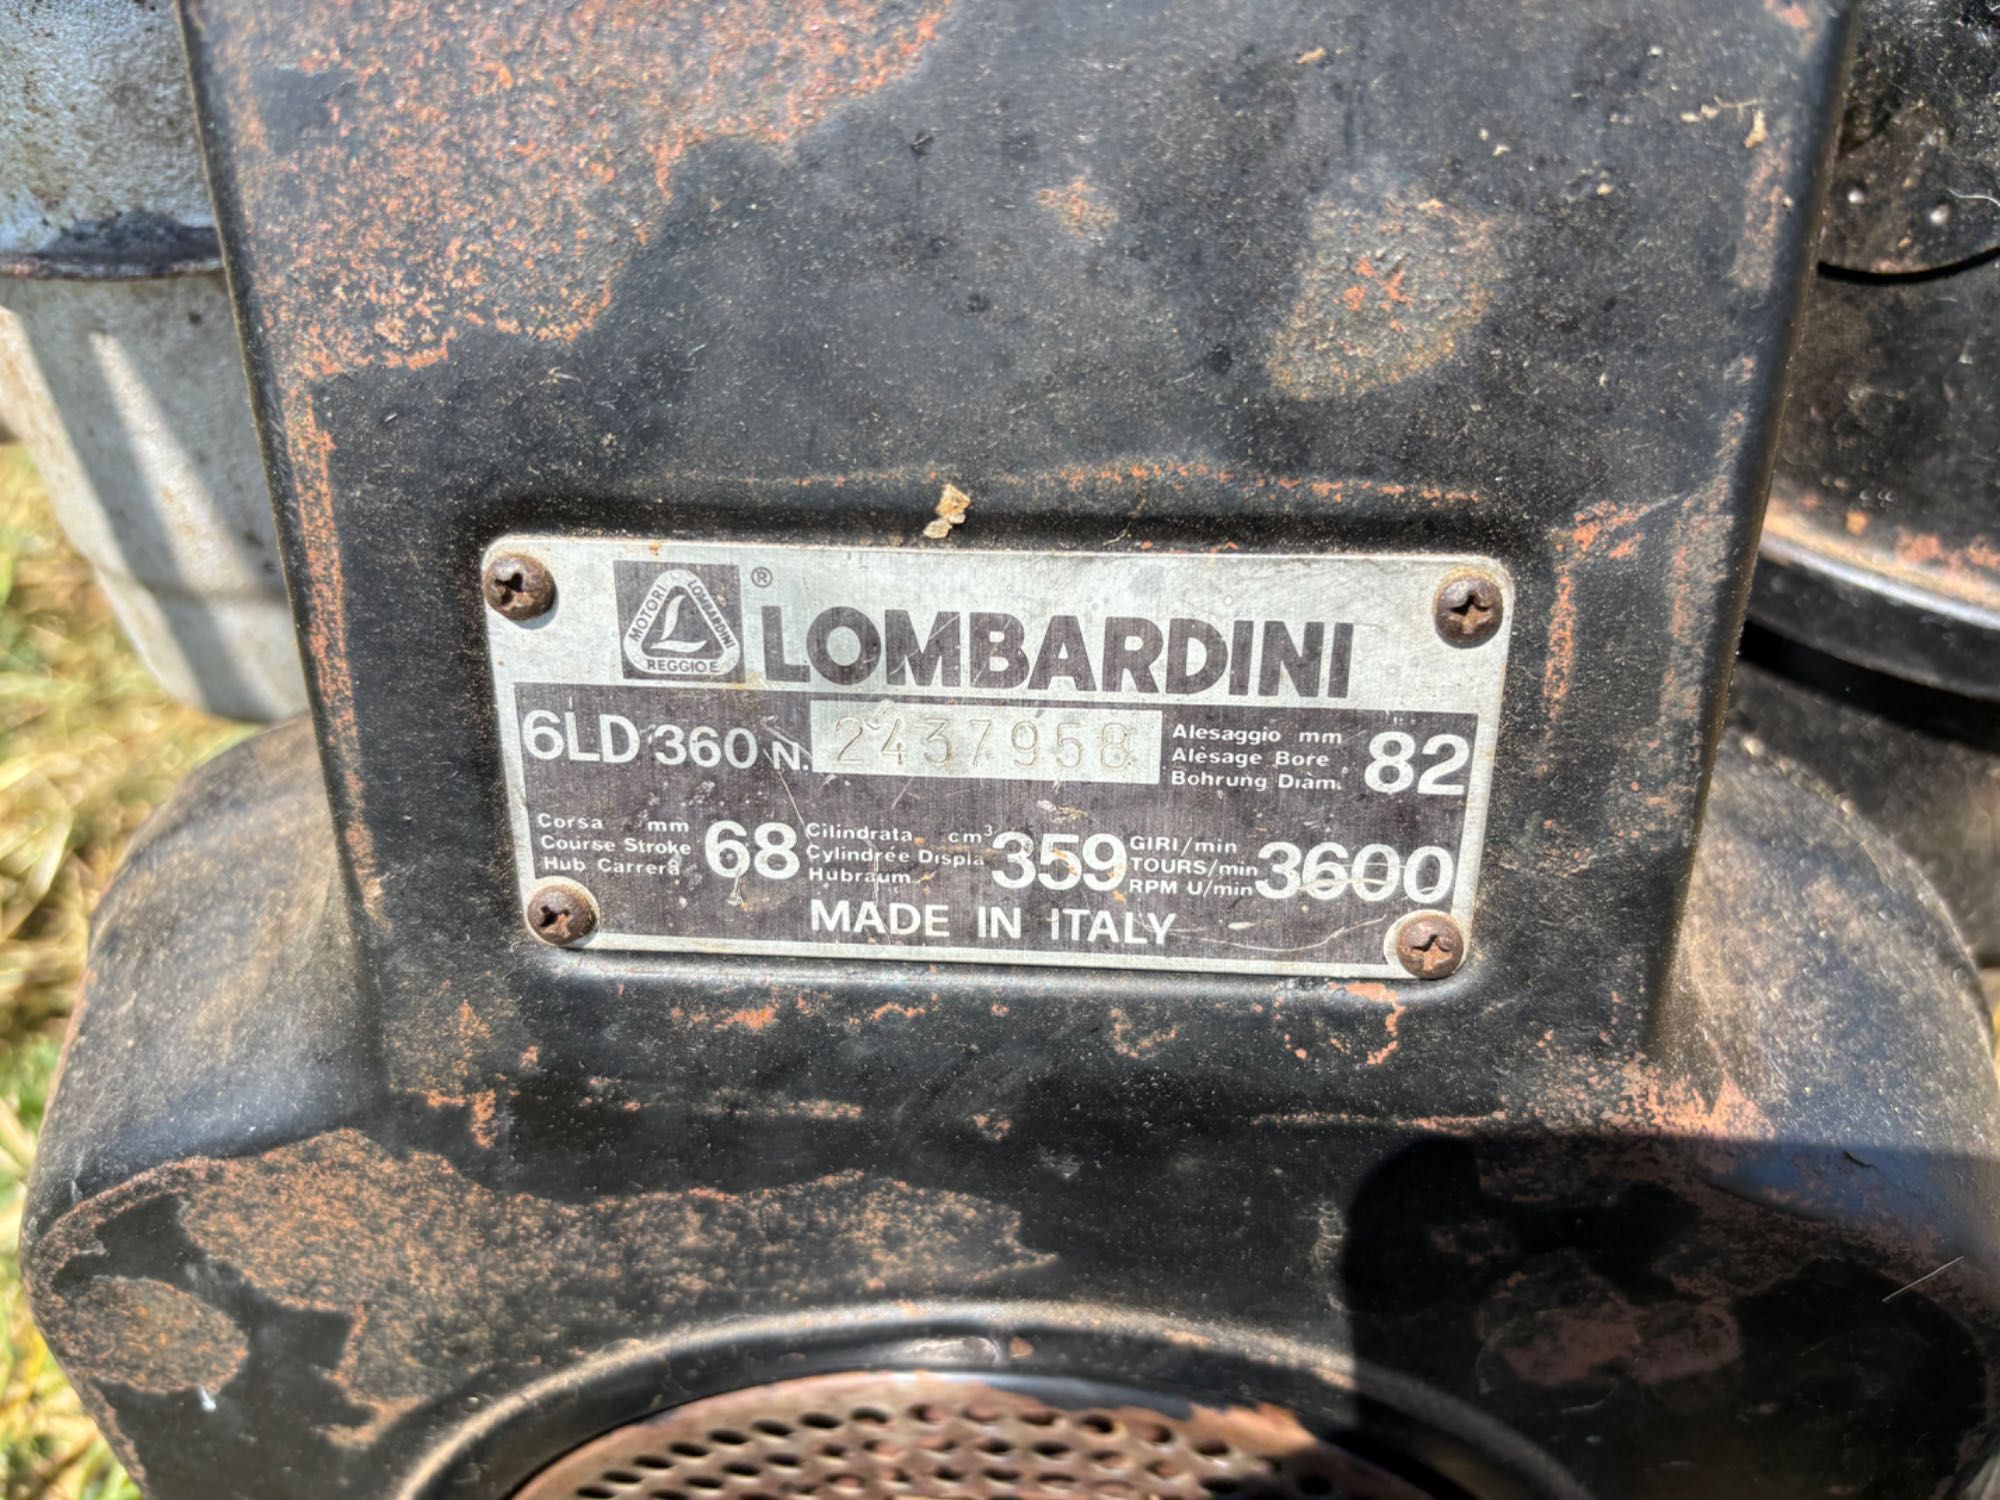 MOTORI LOMBARDINI
REGGIO E.
® LOMBARDINI
6LD 360 N. 2437958
Alesaggio mm
Alésage Bore
Bohrung Diàm.
82
Corsa mm
Course Stroke
Hub Carrera
68
Cilindrata cm³
Cylindrée Displa
Hubraum
359
GIRI/min
TOURS/min
RPM U/min
3600
MADE IN ITALY